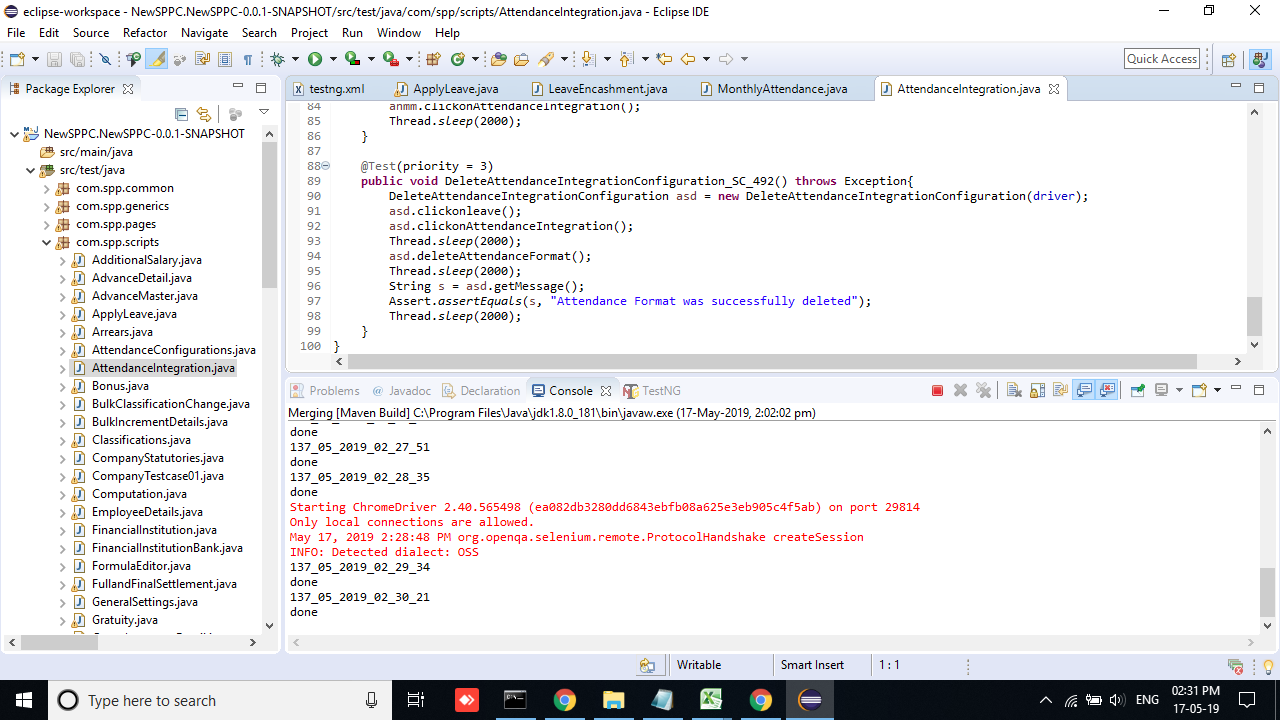 eclipse-workspace - NewSPPC.NewSPPC-0.0.1-SNAPSHOT/src/test/java/com/spp/scripts/AttendanceIntegration.java - Eclipse IDE
File Edit Source Refactor Navigate Search Project Run Window Help
Quick Access
Package Explorer
testng.xml ApplyLeave.java LeaveEncashment.java MonthlyAttendance.java AttendanceIntegration.java
NewSPPC.NewSPPC-0.0.1-SNAPSHOT
src/main/java
src/test/java
com.spp.common
com.spp.generics
com.spp.pages
com.spp.scripts
AdditionalSalary.java
AdvanceDetail.java
AdvanceMaster.java
ApplyLeave.java
Arrears.java
AttendanceConfigurations.java
AttendanceIntegration.java
Bonus.java
BulkClassificationChange.java
BulkIncrementDetails.java
Classifications.java
CompanyStatutories.java
CompanyTestcase01.java
Computation.java
EmployeeDetails.java
FinancialInstitution.java
FinancialInstitutionBank.java
FormulaEditor.java
FullandFinalSettlement.java
GeneralSettings.java
Gratuity.java
84 anmm.clickonAttendanceIntegration();
85 Thread.sleep(2000);
86 }
87
88 @Test(priority = 3)
89 public void DeleteAttendanceIntegrationConfiguration_SC_492() throws Exception{
90 DeleteAttendanceIntegrationConfiguration asd = new DeleteAttendanceIntegrationConfiguration(driver);
91 asd.clickonleave();
92 asd.clickonAttendanceIntegration();
93 Thread.sleep(2000);
94 asd.deleteAttendanceFormat();
95 Thread.sleep(2000);
96 String s = asd.getMessage();
97 Assert.assertEquals(s, "Attendance Format was successfully deleted");
98 Thread.sleep(2000);
99 }
100 }
Problems @ Javadoc Declaration Console TestNG
Merging [Maven Build] C:\Program Files\Java\jdk1.8.0_181\bin\javaw.exe (17-May-2019, 2:02:02 pm)
done
137_05_2019_02_27_51
done
137_05_2019_02_28_35
done
Starting ChromeDriver 2.40.565498 (ea082db3280dd6843ebfb08a625e3eb905c4f5ab) on port 29814
Only local connections are allowed.
May 17, 2019 2:28:48 PM org.openqa.selenium.remote.ProtocolHandshake createSession
INFO: Detected dialect: OSS
137_05_2019_02_29_34
done
137_05_2019_02_30_21
done
Writable Smart Insert 1 : 1
Type here to search
ENG
02:31 PM
17-05-19